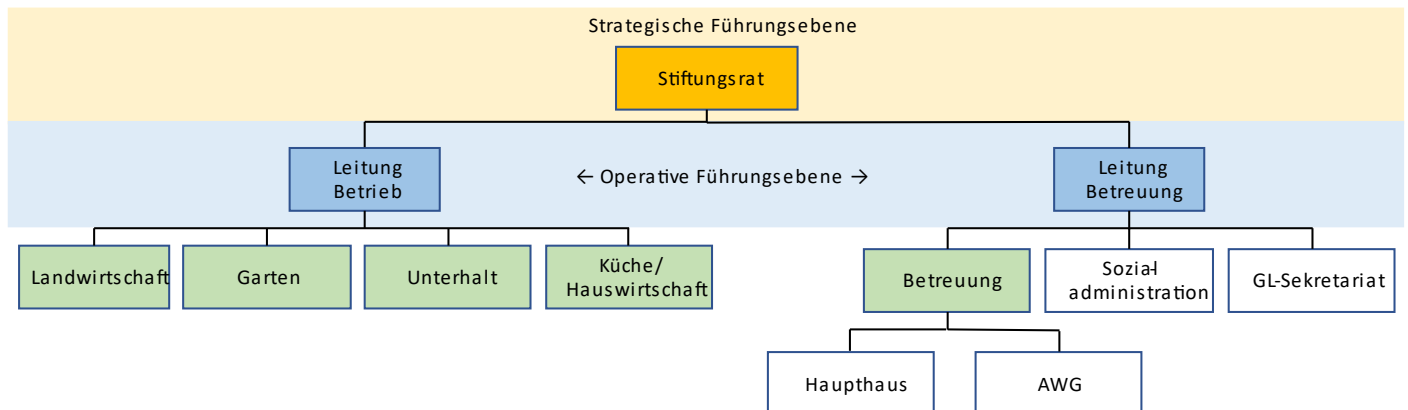 Strategische Führungsebene
Stiftungsrat
Leitung
Betrieb
← Operative Führungsebene →
Leitung
Betreuung
Landwirtschaft
Garten
Unterhalt
Küche/
Hauswirtschaft
Betreuung
Sozial-
administration
GL-Sekretariat
Haupthaus
AWG